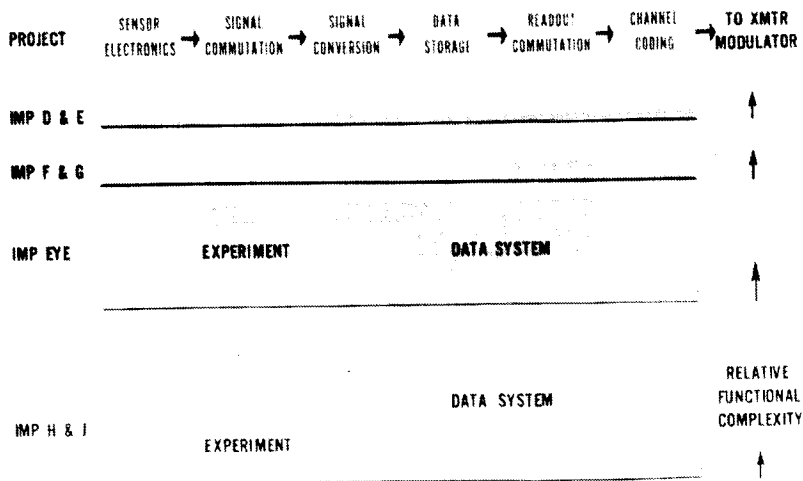 PROJECT
SENSOR ELECTRONICS → SIGNAL COMMUTATION → SIGNAL CONVERSION → DATA STORAGE → READOUT COMMUTATION → CHANNEL CODING → TO XMTR MODULATOR
IMP D & E
IMP F & G
IMP EYE
EXPERIMENT
DATA SYSTEM
IMP H & J
EXPERIMENT
DATA SYSTEM
RELATIVE
FUNCTIONAL
COMPLEXITY